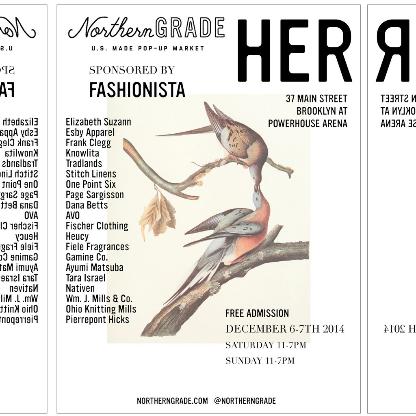 NorthernGRADE
U.S. MADE POP-UP MARKET
HER
SPONSORED BY
FASHIONISTA
37 MAIN STREET
BROOKLYN AT
POWERHOUSE ARENA
Elizabeth Suzann
Esby Apparel
Frank Clegg
Knowlita
Tradlands
Stitch Linens
One Point Six
Page Sargisson
Dana Betts
AVO
Fischer Clothing
Heucy
Fiele Fragrances
Gamine Co.
Ayumi Matsuba
Tara Israel
Nativen
Wm. J. Mills & Co.
Ohio Knitting Mills
Pierrepont Hicks
FREE ADMISSION
DECEMBER 6-7TH 2014
SATURDAY 11-7PM
SUNDAY 11-7PM
NORTHERNGRADE.COM @NORTHERNGRADE